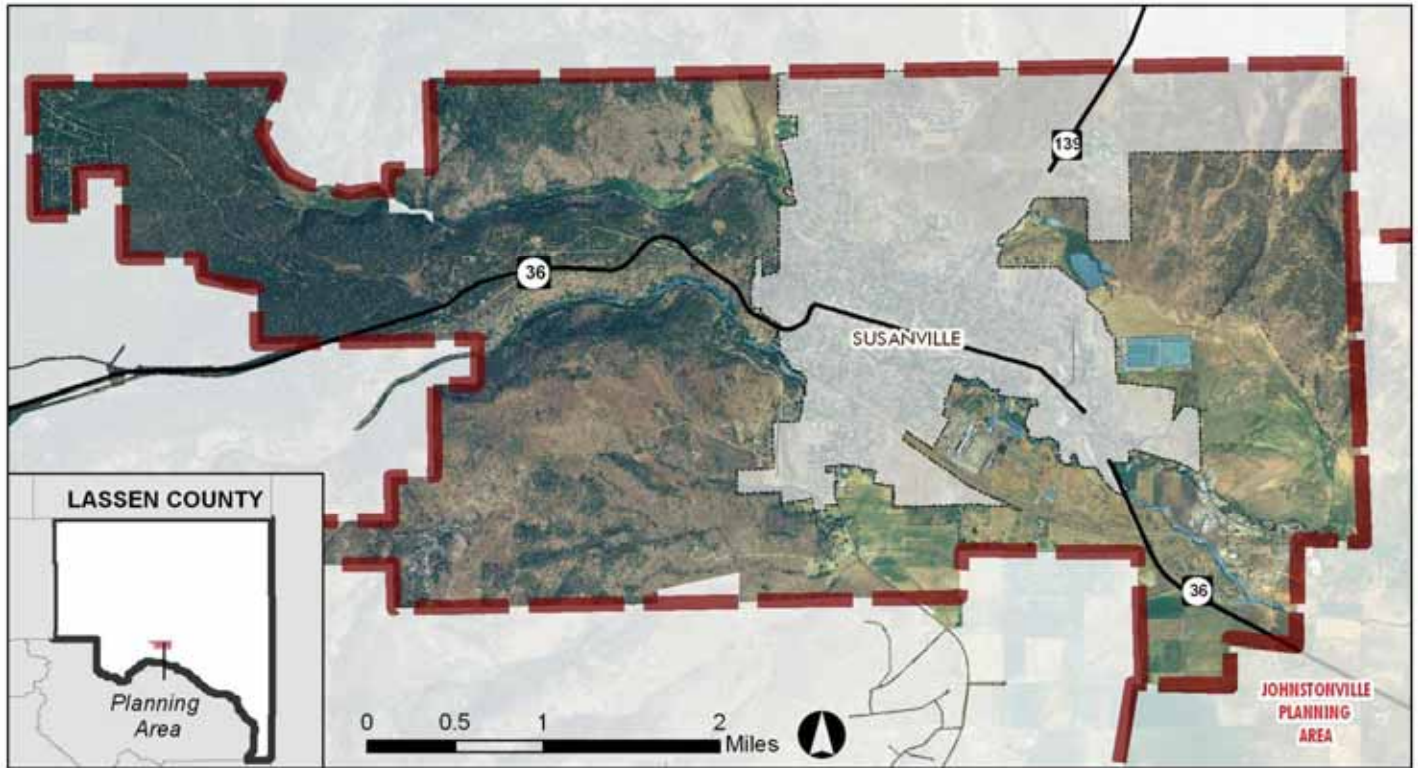 139
36
SUSANVILLE
36
LASSEN COUNTY
Planning
Area
0 0.5 1 2
Miles
JOHNSTONVILLE
PLANNING
AREA